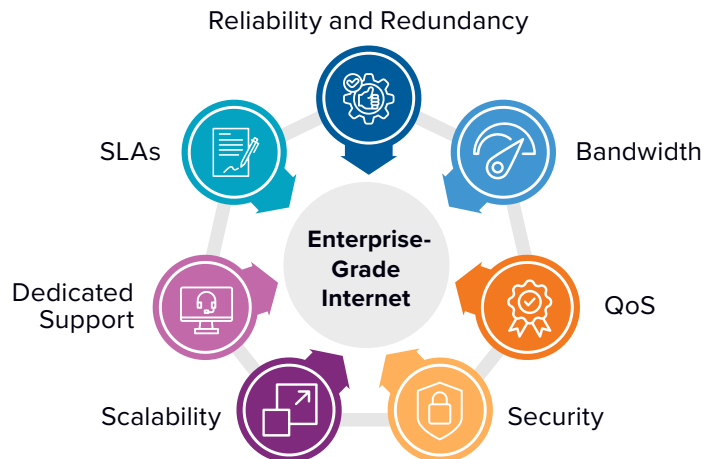 Reliability and Redundancy
SLAs
Bandwidth
Enterprise-
Grade
Internet
Dedicated
Support
QoS
Scalability
Security